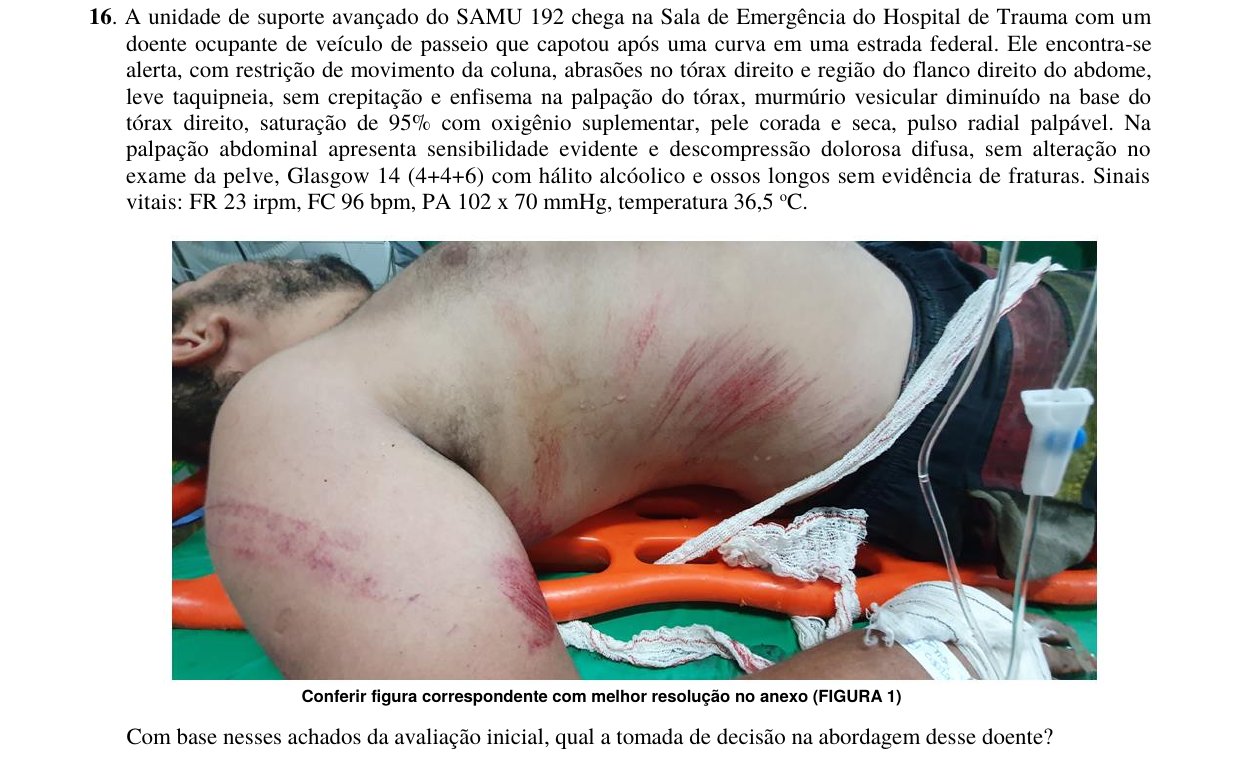 16. A unidade de suporte avançado do SAMU 192 chega na Sala de Emergência do Hospital de Trauma com um
doente ocupante de veículo de passeio que capotou após uma curva em uma estrada federal. Ele encontra-se
alerta, com restrição de movimento da coluna, abrasões no tórax direito e região do flanco direito do abdome,
leve taquipneia, sem crepitação e enfisema na palpação do tórax, murmúrio vesicular diminuído na base do
tórax direito, saturação de 95% com oxigênio suplementar, pele corada e seca, pulso radial palpável. Na
palpação abdominal apresenta sensibilidade evidente e descompressão dolorosa difusa, sem alteração no
exame da pelve, Glasgow 14 (4+4+6) com hálito alcóolico e ossos longos sem evidência de fraturas. Sinais
vitais: FR 23 irpm, FC 96 bpm, PA 102 x 70 mmHg, temperatura 36,5 ºC.
Conferir figura correspondente com melhor resolução no anexo (FIGURA 1)
Com base nesses achados da avaliação inicial, qual a tomada de decisão na abordagem desse doente?